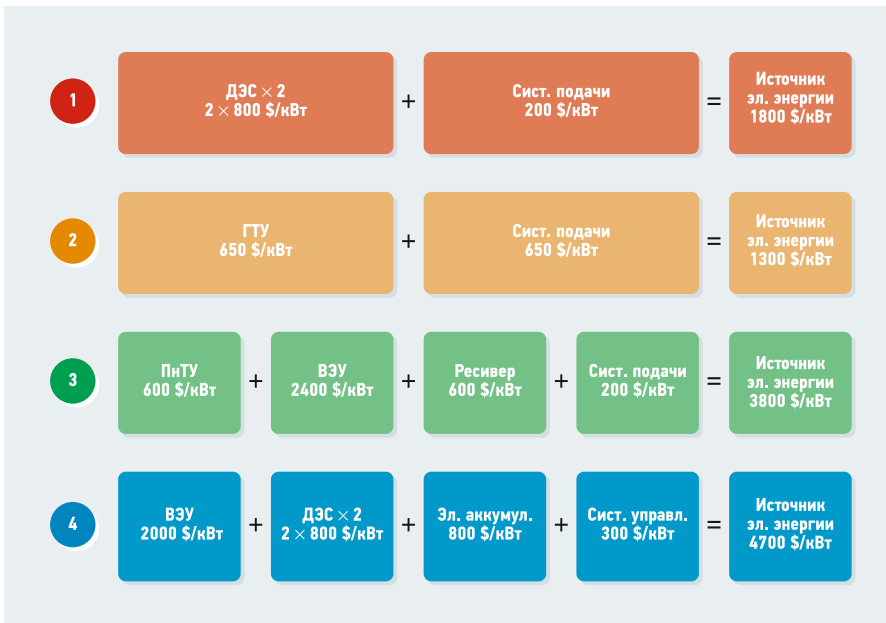 1
ДЭС × 2
2 × 800 $/кВт
+
Сист. подачи
200 $/кВт
=
Источник
эл. энергии
1800 $/кВт
2
ГТУ
650 $/кВт
+
Сист. подачи
650 $/кВт
=
Источник
эл. энергии
1300 $/кВт
3
ПнТУ
600 $/кВт
+
ВЭУ
2400 $/кВт
+
Ресивер
600 $/кВт
+
Сист. подачи
200 $/кВт
=
Источник
эл. энергии
3800 $/кВт
4
ВЭУ
2000 $/кВт
+
ДЭС × 2
2 × 800 $/кВт
+
Эл. аккумул.
800 $/кВт
+
Сист. управл.
300 $/кВт
=
Источник
эл. энергии
4700 $/кВт